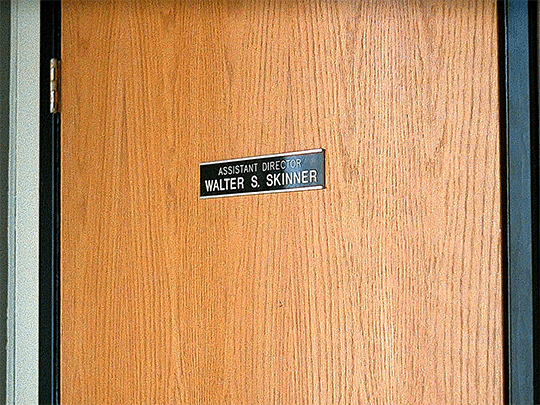 ASSISTANT DIRECTOR
WALTER S. SKINNER